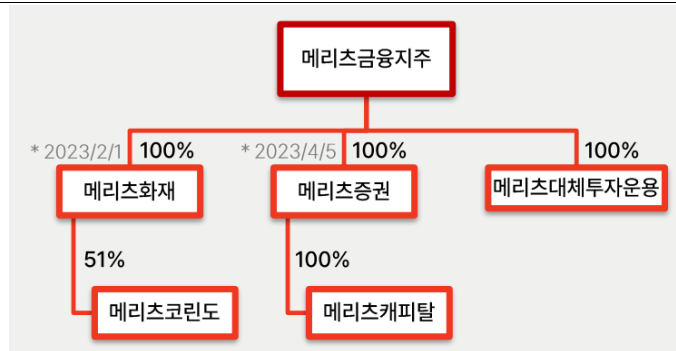 메리츠금융지주
* 2023/2/1 100%
* 2023/4/5 100%
100%
메리츠화재
메리츠증권
메리츠대체투자운용
51%
100%
메리츠코린도
메리츠캐피탈